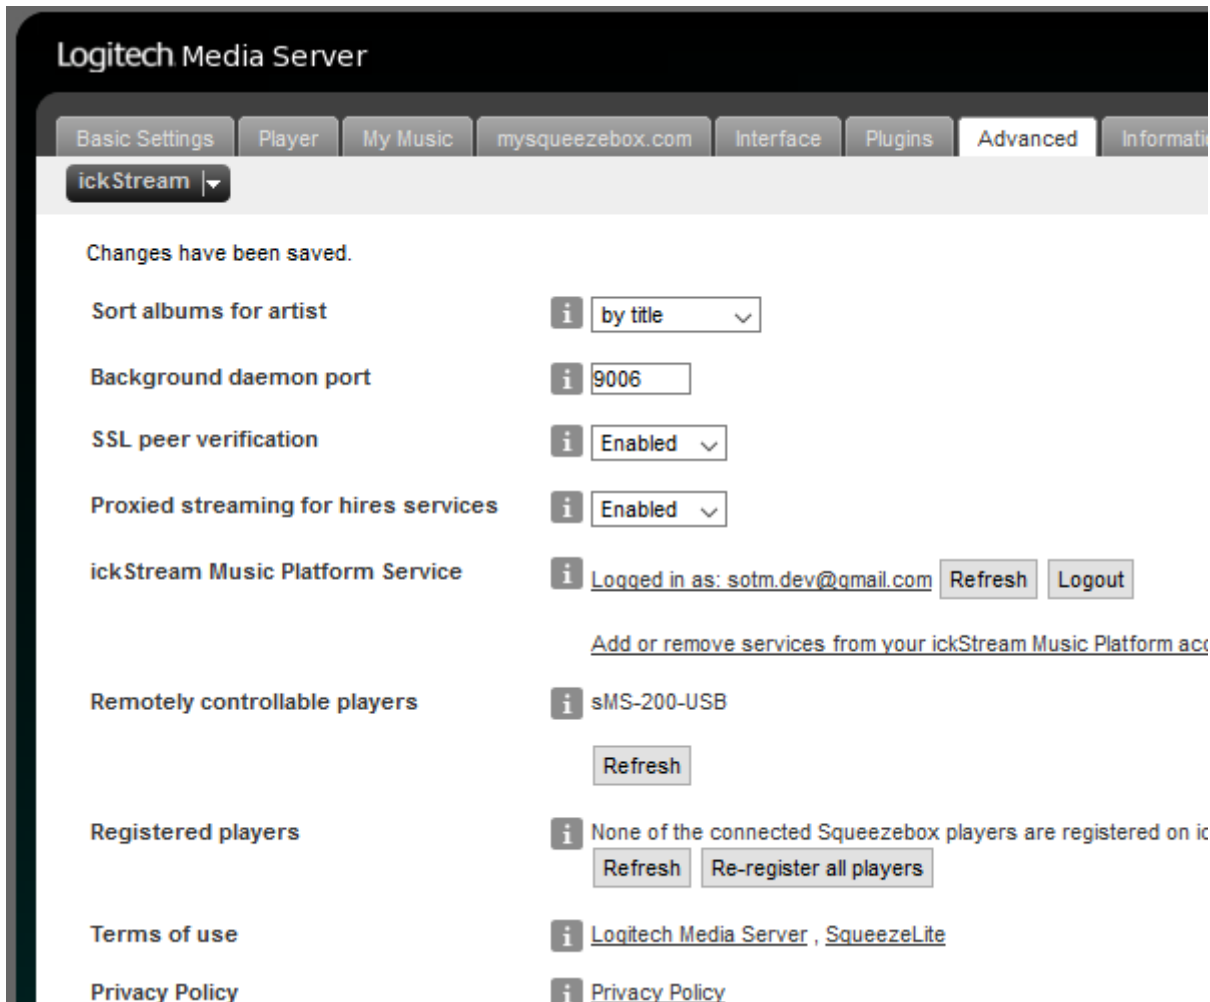 Logitech Media Server
Basic Settings Player My Music mysqueezebox.com Interface Plugins Advanced Informati
ickStream
Changes have been saved.
Sort albums for artist i by title
Background daemon port i 9006
SSL peer verification i Enabled
Proxied streaming for hires services i Enabled
ickStream Music Platform Service i Logged in as: sotm.dev@gmail.com Refresh Logout
Add or remove services from your ickStream Music Platform acc
Remotely controllable players i sMS-200-USB
Refresh
Registered players i None of the connected Squeezebox players are registered on ic
Refresh Re-register all players
Terms of use i Logitech Media Server , SqueezeLite
Privacy Policy i Privacy Policy